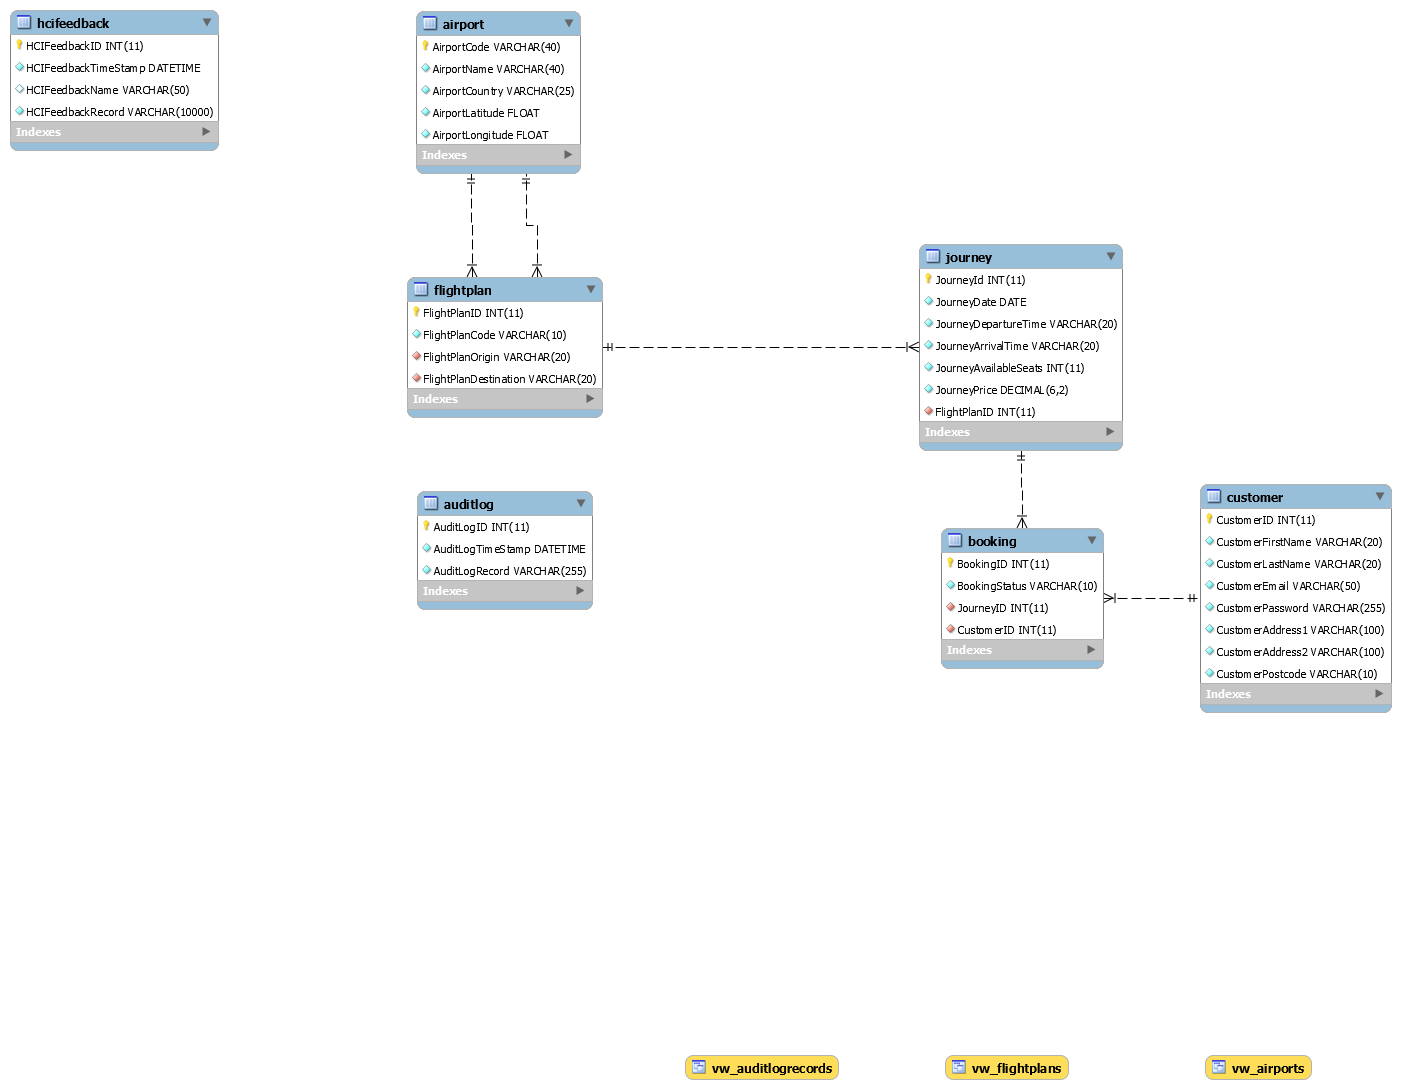 hcifeedback
HCIFeedbackID INT(11)
HCIFeedbackTimeStamp DATETIME
HCIFeedbackName VARCHAR(50)
HCIFeedbackRecord VARCHAR(10000)
Indexes
airport
AirportCode VARCHAR(40)
AirportName VARCHAR(40)
AirportCountry VARCHAR(25)
AirportLatitude FLOAT
AirportLongitude FLOAT
Indexes
flightplan
FlightPlanID INT(11)
FlightPlanCode VARCHAR(10)
FlightPlanOrigin VARCHAR(20)
FlightPlanDestination VARCHAR(20)
Indexes
journey
JourneyId INT(11)
JourneyDate DATE
JourneyDepartureTime VARCHAR(20)
JourneyArrivalTime VARCHAR(20)
JourneyAvailableSeats INT(11)
JourneyPrice DECIMAL(6,2)
FlightPlanID INT(11)
Indexes
auditlog
AuditLogID INT(11)
AuditLogTimeStamp DATETIME
AuditLogRecord VARCHAR(255)
Indexes
booking
BookingID INT(11)
BookingStatus VARCHAR(10)
JourneyID INT(11)
CustomerID INT(11)
Indexes
customer
CustomerID INT(11)
CustomerFirstName VARCHAR(20)
CustomerLastName VARCHAR(20)
CustomerEmail VARCHAR(50)
CustomerPassword VARCHAR(255)
CustomerAddress1 VARCHAR(100)
CustomerAddress2 VARCHAR(100)
CustomerPostcode VARCHAR(10)
Indexes
vw_auditlogrecords
vw_flightplans
vw_airports